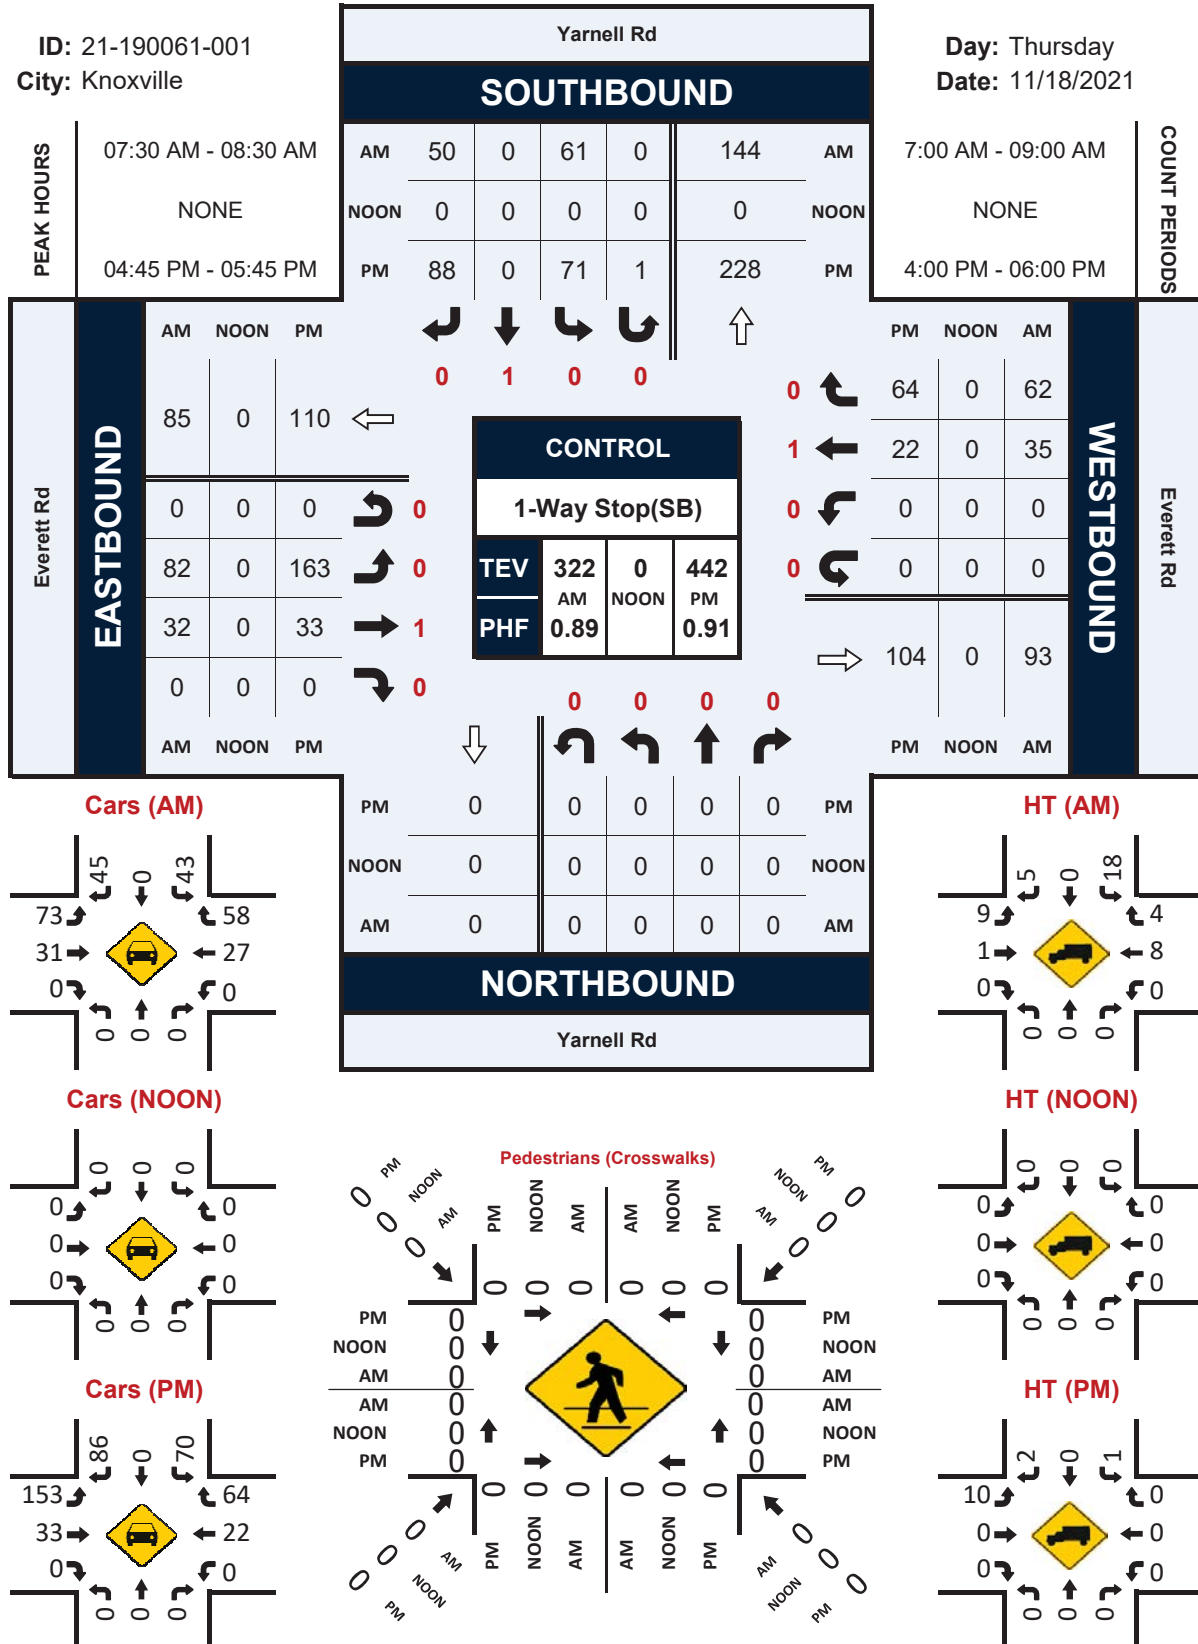 Yarnell Rd
ID: 21-190061-001
City: Knoxville
Day: Thursday
Date: 11/18/2021
SOUTHBOUND
PEAK HOURS
07:30 AM - 08:30 AM
NONE
04:45 PM - 05:45 PM
AM 50 0 61 0 144 AM
NOON 0 0 0 0 0 NOON
PM 88 0 71 1 228 PM
7:00 AM - 09:00 AM
NONE
4:00 PM - 06:00 PM
COUNT PERIODS
0 1 0 0
Everett Rd
EASTBOUND
AM NOON PM
85 0 110
0 0 0 0
82 0 163 0
32 0 33 1
0 0 0 0
AM NOON PM
CONTROL
1-Way Stop(SB)
TEV 322 0 442
AM NOON PM
PHF 0.89 0.91
PM NOON AM
0 64 0 62
1 22 0 35
0 0 0 0
0 0 0 0
104 0 93
PM NOON AM
WESTBOUND
Everett Rd
0 0 0 0
PM 0 0 0 0 0 PM
NOON 0 0 0 0 0 NOON
AM 0 0 0 0 0 AM
NORTHBOUND
Yarnell Rd
Cars (AM)
45 0 43
73 58
31 27
0 0
0 0 0
HT (AM)
5 0 18
9 4
1 8
0 0
0 0 0
Cars (NOON)
0 0 0
0 0
0 0
0 0
0 0 0
HT (NOON)
0 0 0
0 0
0 0
0 0
0 0 0
Cars (PM)
86 0 70
153 64
33 22
0 0
0 0 0
HT (PM)
2 0 1
10 0
0 0
0 0
0 0 0
Pedestrians (Crosswalks)
0 PM
0 NOON
0 AM
PM NOON AM AM NOON PM
PM 0
NOON 0
AM 0
0 0 0 0 0 0
PM 0 0 PM
NOON 0 0 NOON
AM 0 0 AM
AM 0 0 AM
NOON 0 0 NOON
PM 0 0 PM
0 0 0 0 0 0
PM NOON AM AM NOON PM
0 AM
0 NOON
0 PM
AM 0
NOON 0
PM 0